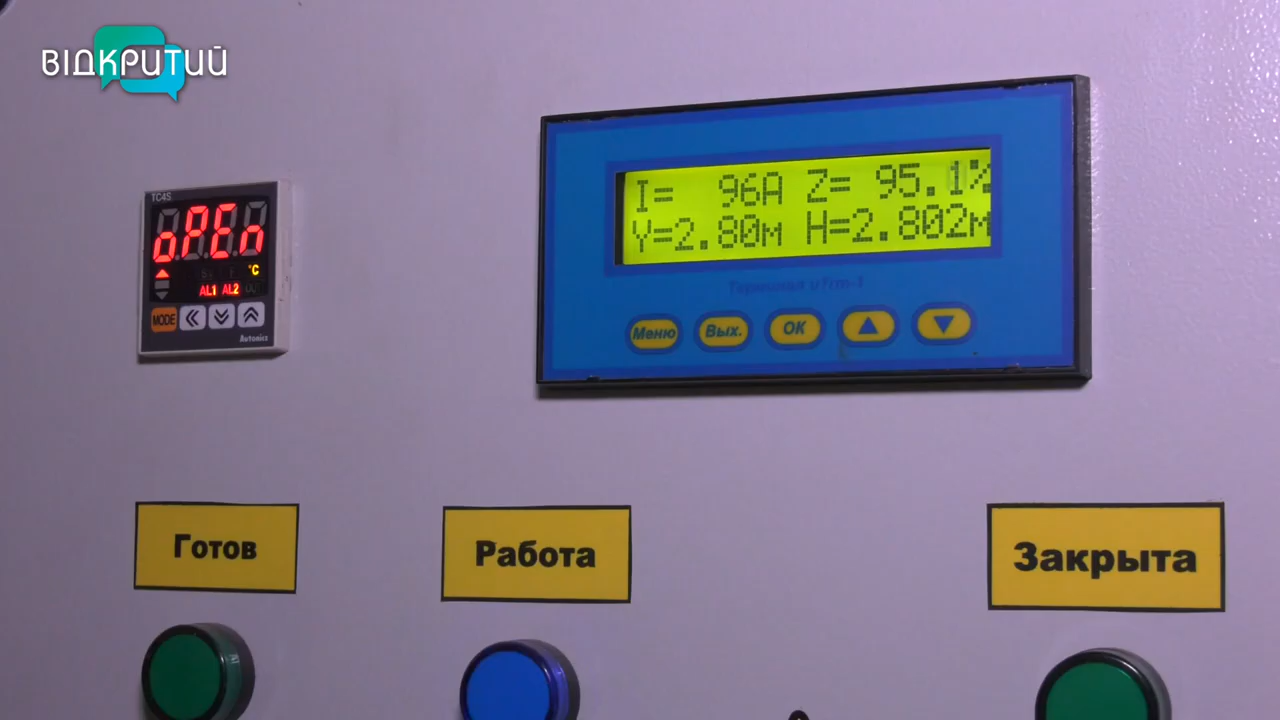 ВІДКРИТИЙ
TC4S
oPEn
°C
AL1 AL2
MODE
Autonics
I= 96A Z= 95.1%
Y=2.80м H=2.802м
Меню
Вых.
ОК
Готов
Работа
Закрыта